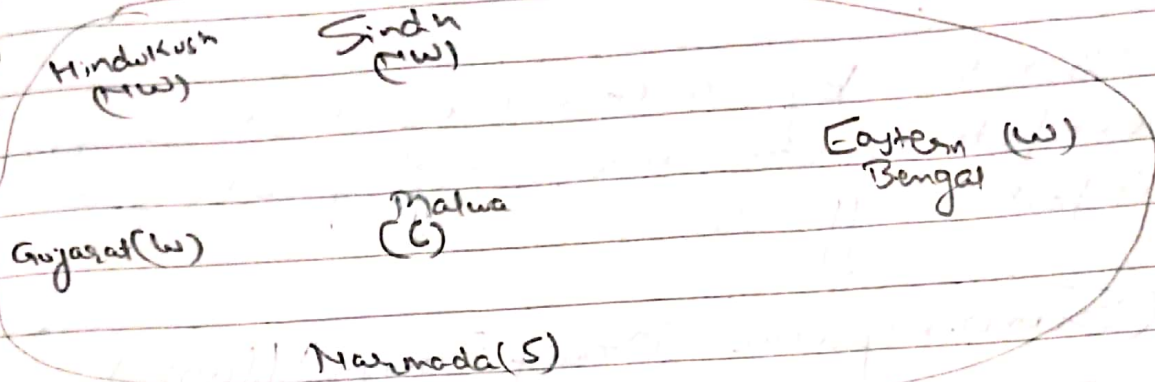 Hindukush
(NW)
Sindh
(NW)
Eastern (W)
Bengal
Malwa
(C)
Gujarat (W)
Narmada (S)